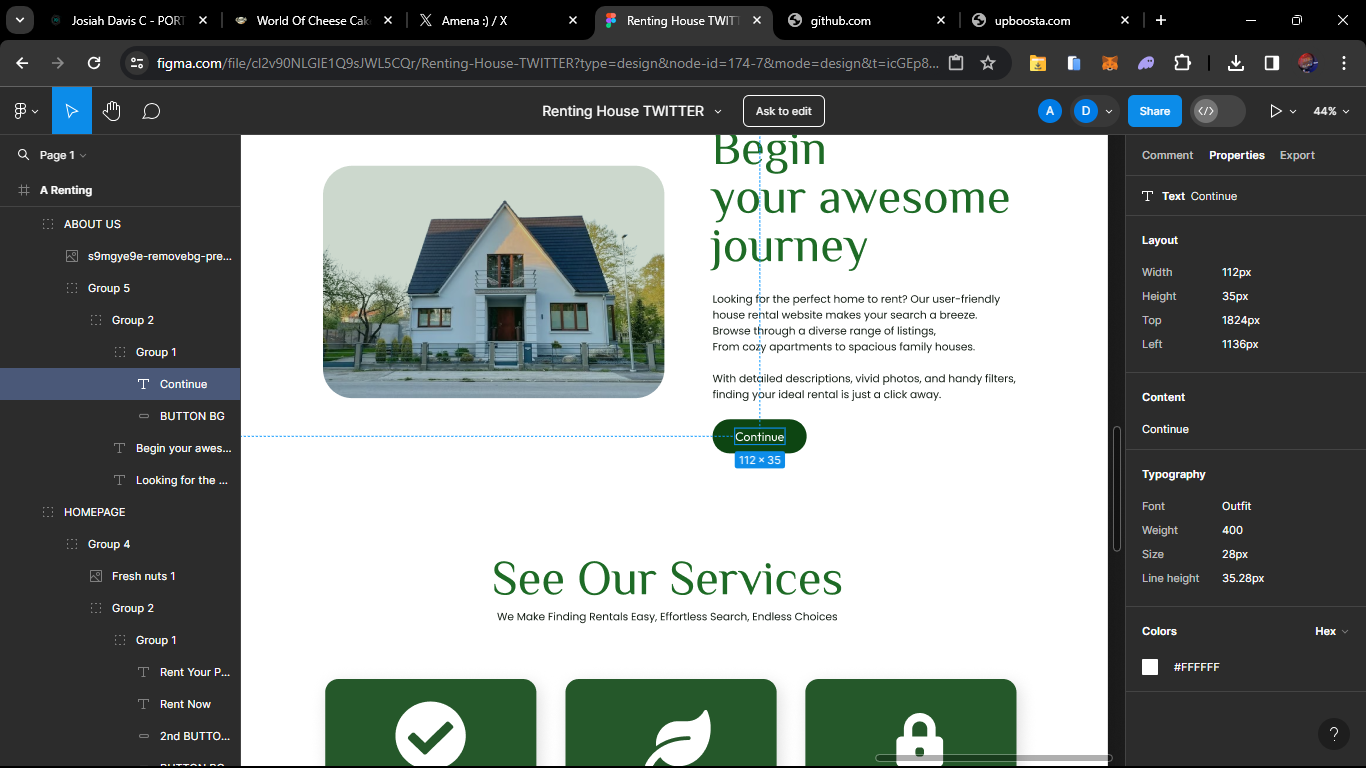 Josiah Davis C - PORT
World Of Cheese Cak
Amena :) / X
Renting House TWIT
github.com
upboosta.com
figma.com/file/cl2v90NLGlE1Q9sJWL5CQr/Renting-House-TWITTER?type=design&node-id=174-7&mode=design&t=icGEp8...
Renting House TWITTER
Ask to edit
A
D
Share
44%
Page 1
A Renting
ABOUT US
s9mgye9e-removebg-pre...
Group 5
Group 2
Group 1
Continue
BUTTON BG
Begin your awes...
Looking for the ...
HOMEPAGE
Group 4
Fresh nuts 1
Group 2
Group 1
Rent Your P...
Rent Now
2nd BUTTO...
Begin
your awesome
journey
Looking for the perfect home to rent? Our user-friendly
house rental website makes your search a breeze.
Browse through a diverse range of listings,
From cozy apartments to spacious family houses.
With detailed descriptions, vivid photos, and handy filters,
finding your ideal rental is just a click away.
Continue
112 × 35
See Our Services
We Make Finding Rentals Easy, Effortless Search, Endless Choices
Comment Properties Export
Text Continue
Layout
Width 112px
Height 35px
Top 1824px
Left 1136px
Content
Continue
Typography
Font Outfit
Weight 400
Size 28px
Line height 35.28px
Colors Hex
#FFFFFF
?